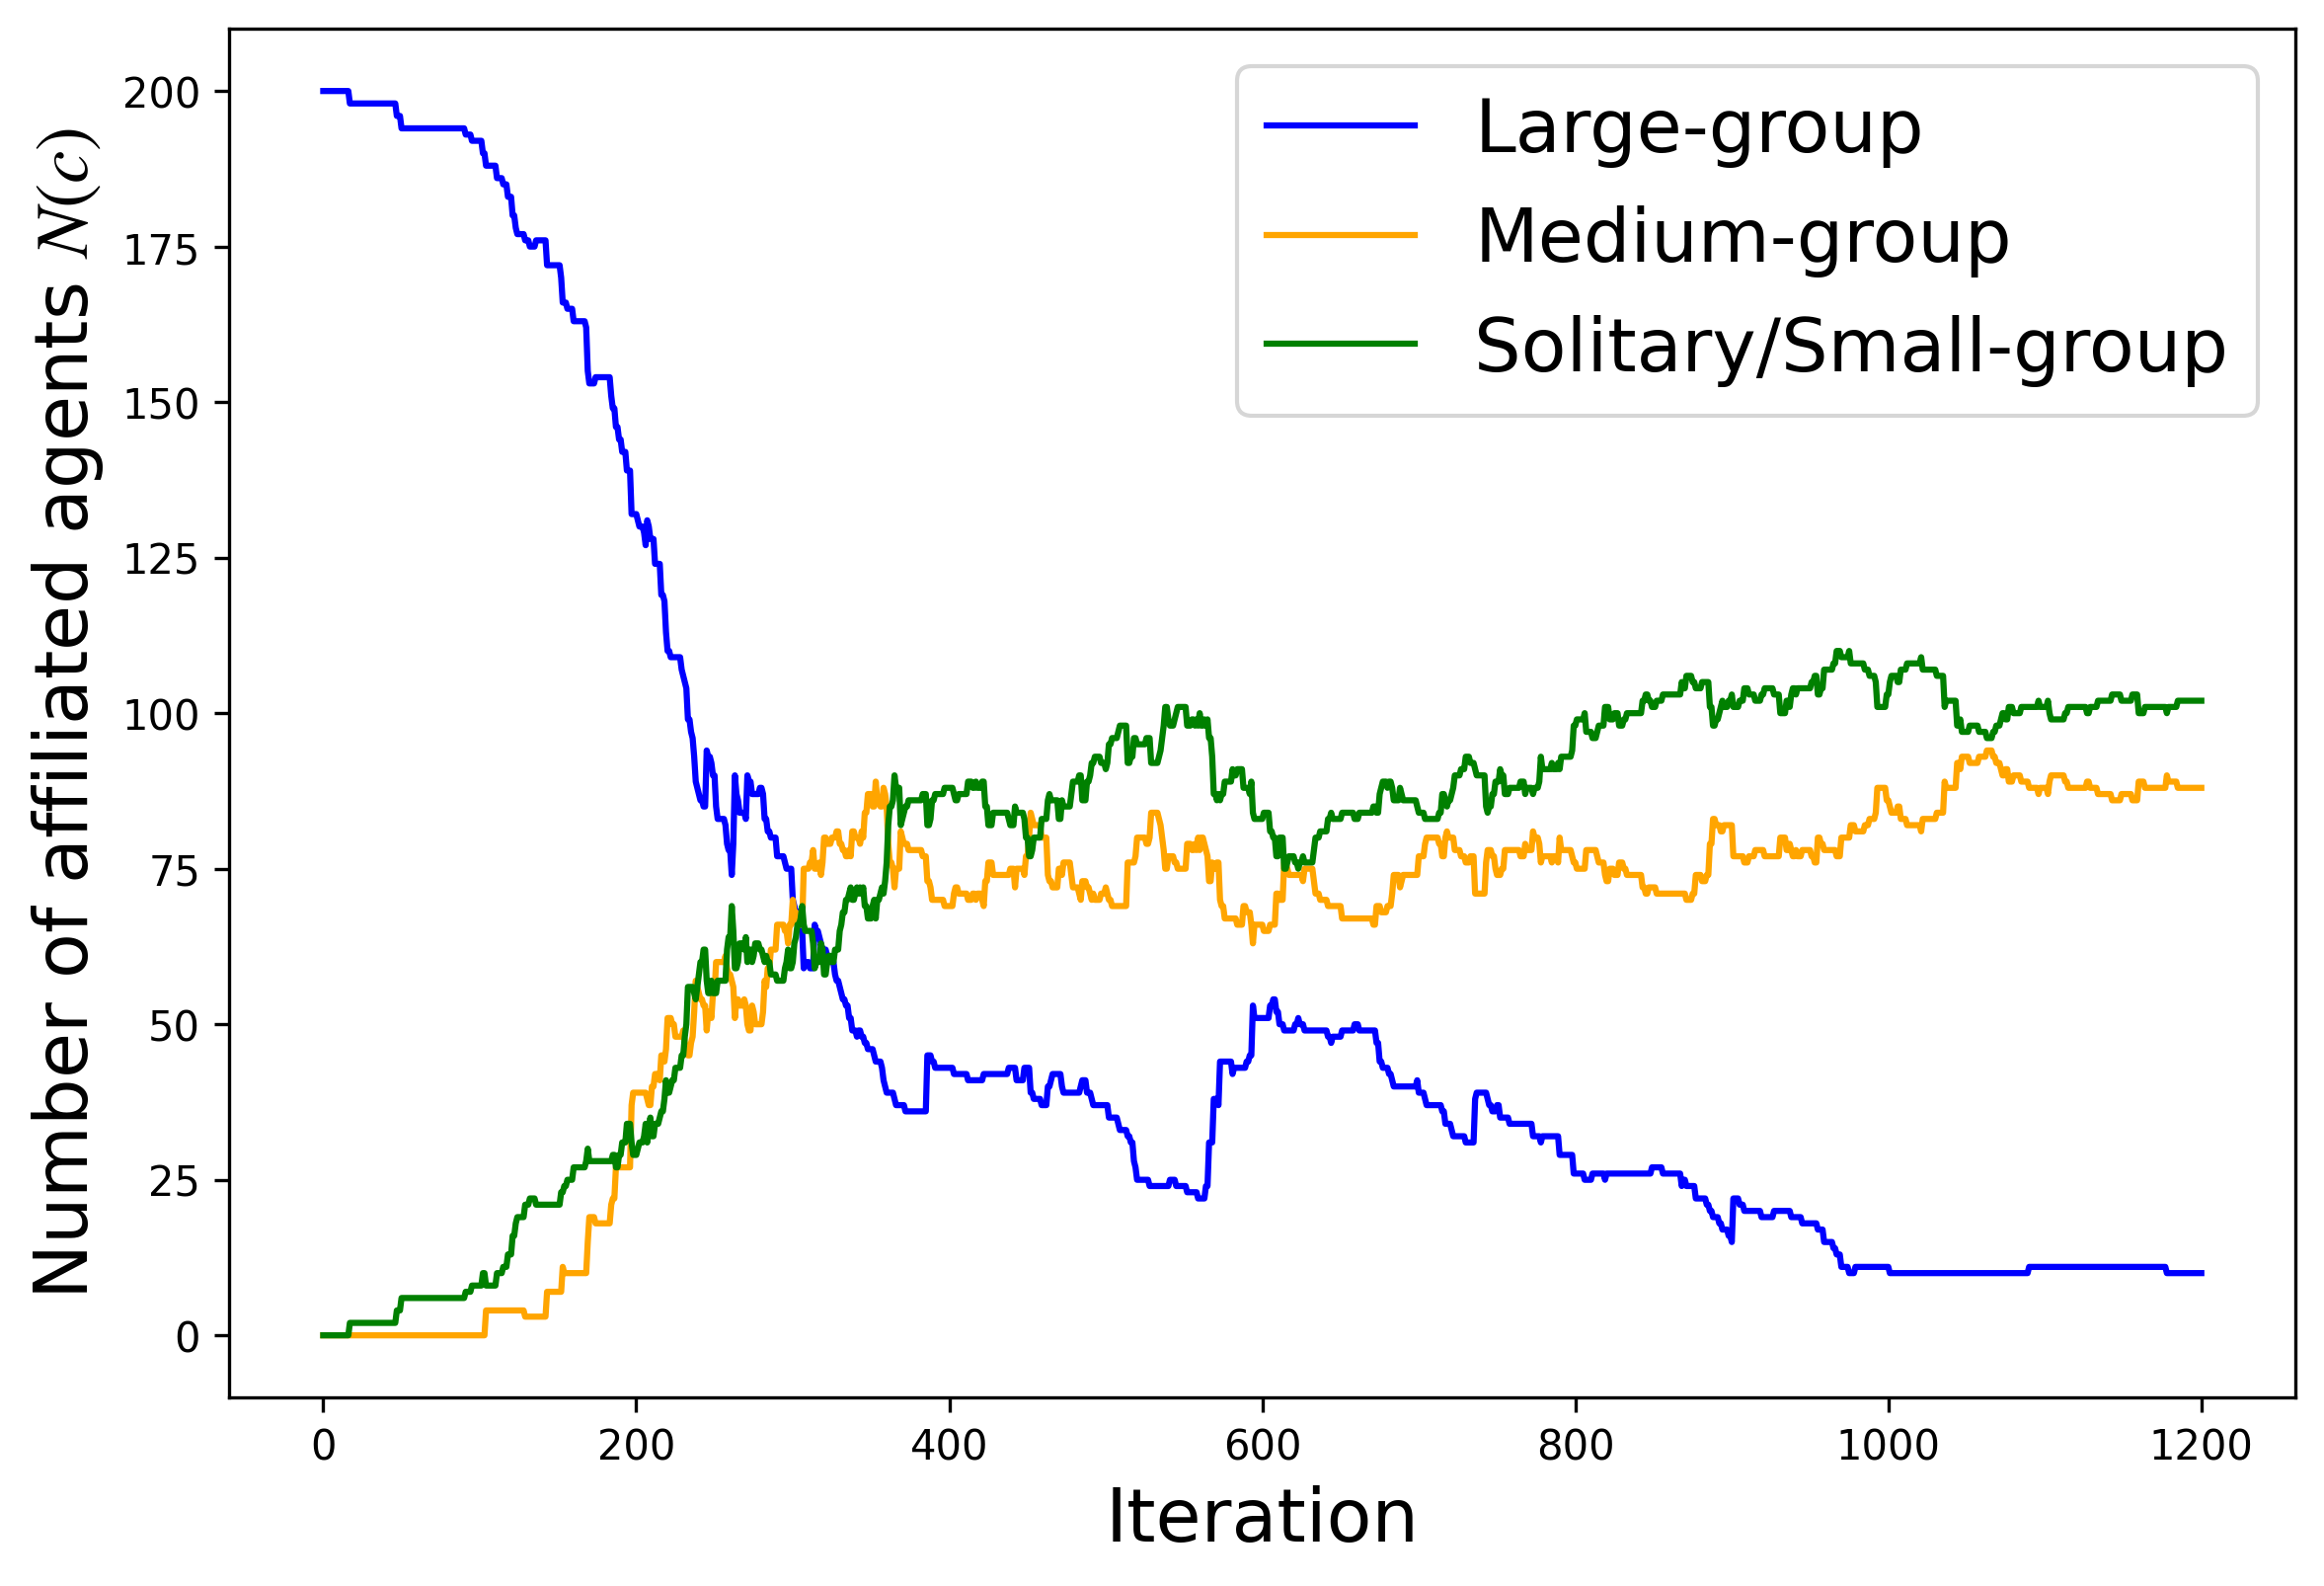 Number of affiliated agents N(c)
200
175
150
125
100
75
50
25
0
Large-group
Medium-group
Solitary/Small-group
0 200 400 600 800 1000 1200
Iteration